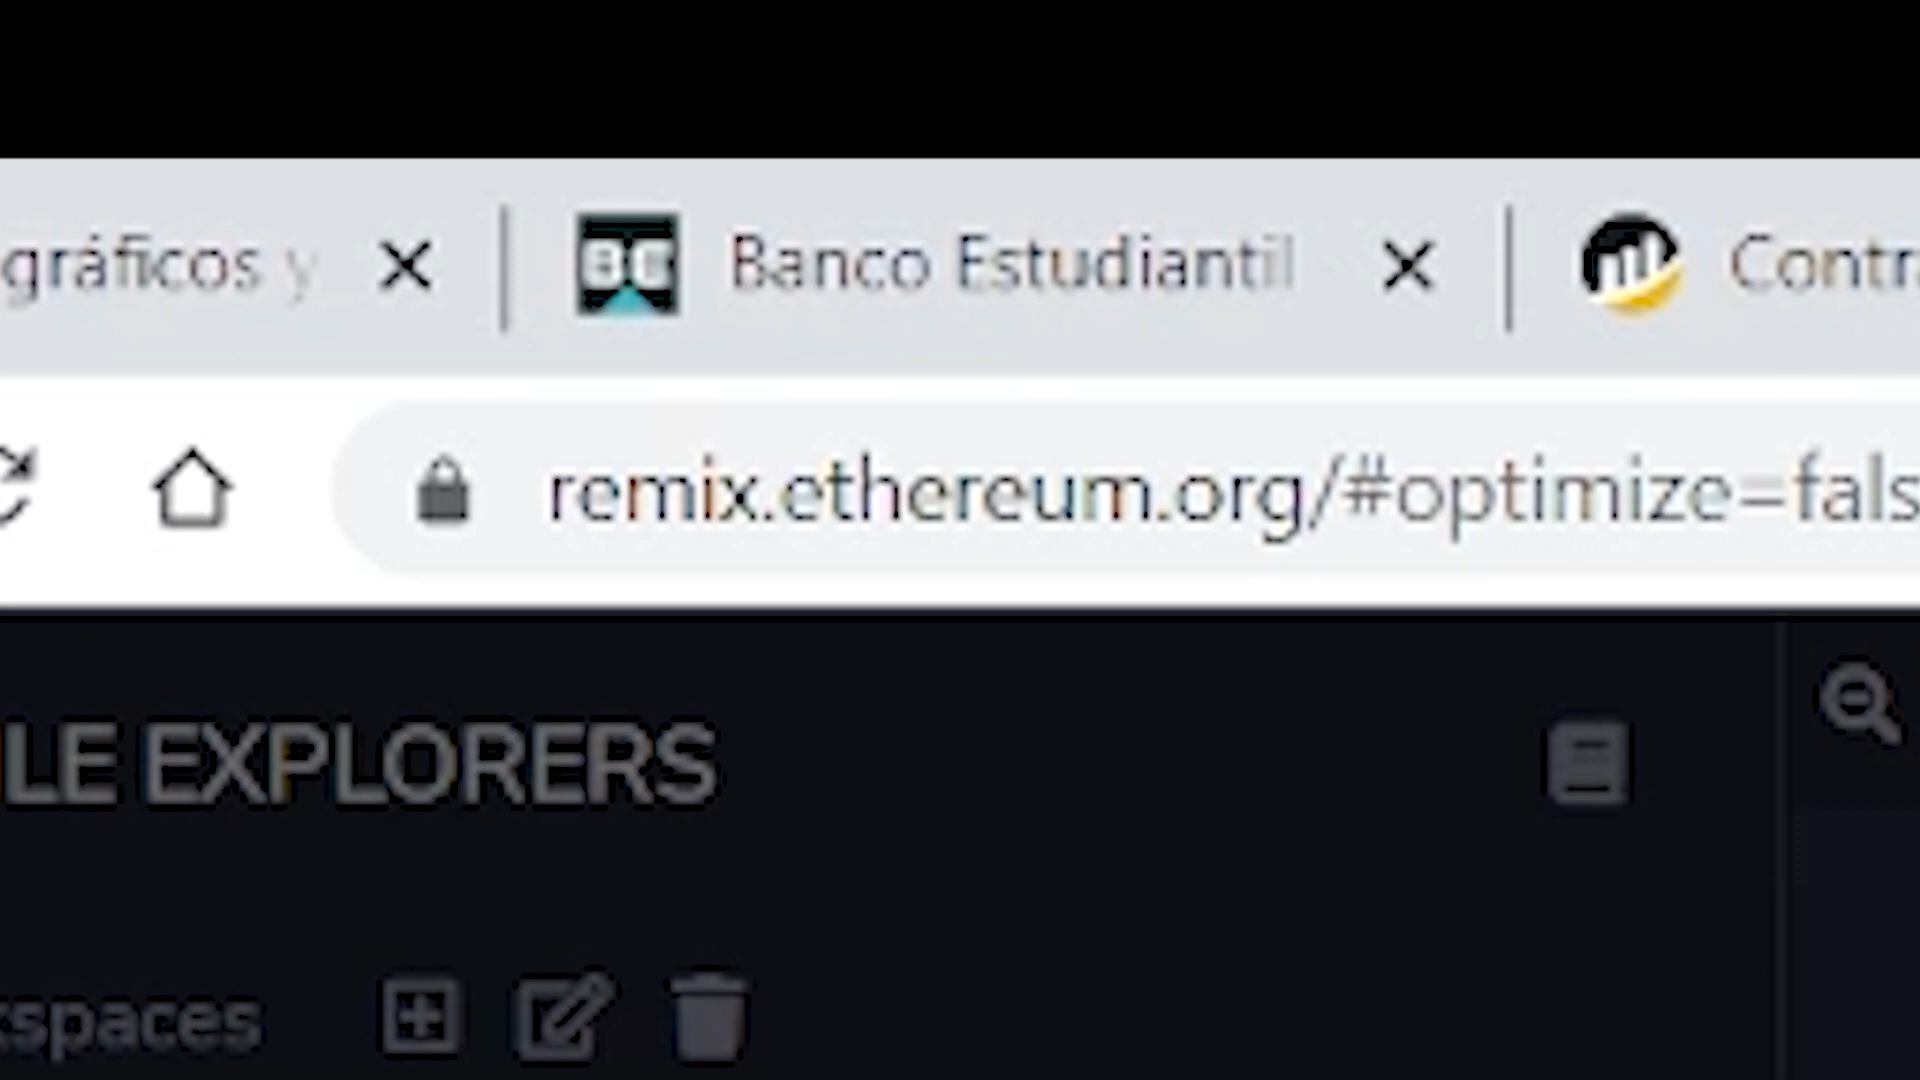 gráficos y
Banco Estudiantil
Contr
remix.ethereum.org/#optimize=fals
LE EXPLORERS
spaces